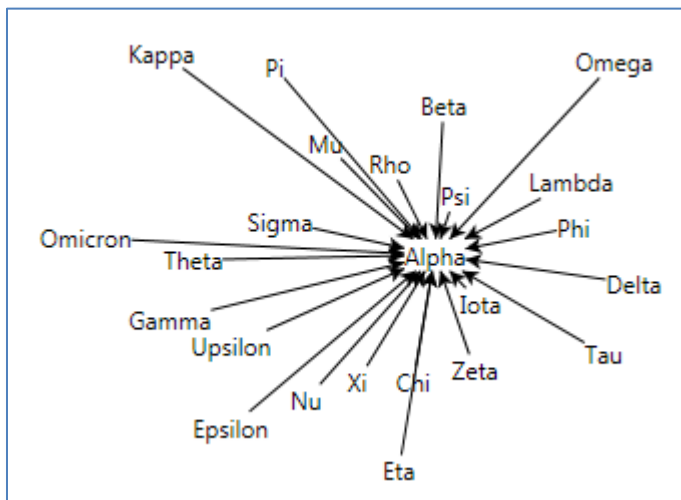 Kappa
Pi
Omega
Beta
Mu
Rho
Psi
Lambda
Sigma
Phi
Omicron
Theta
Alpha
Delta
Iota
Gamma
Upsilon
Tau
Zeta
Xi
Chi
Nu
Epsilon
Eta